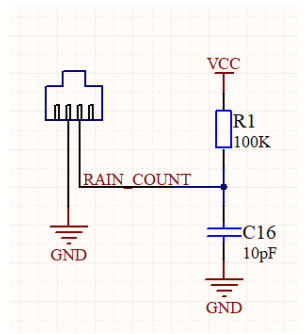 VCC
R1
100K
RAIN_COUNT
C16
10pF
GND
GND